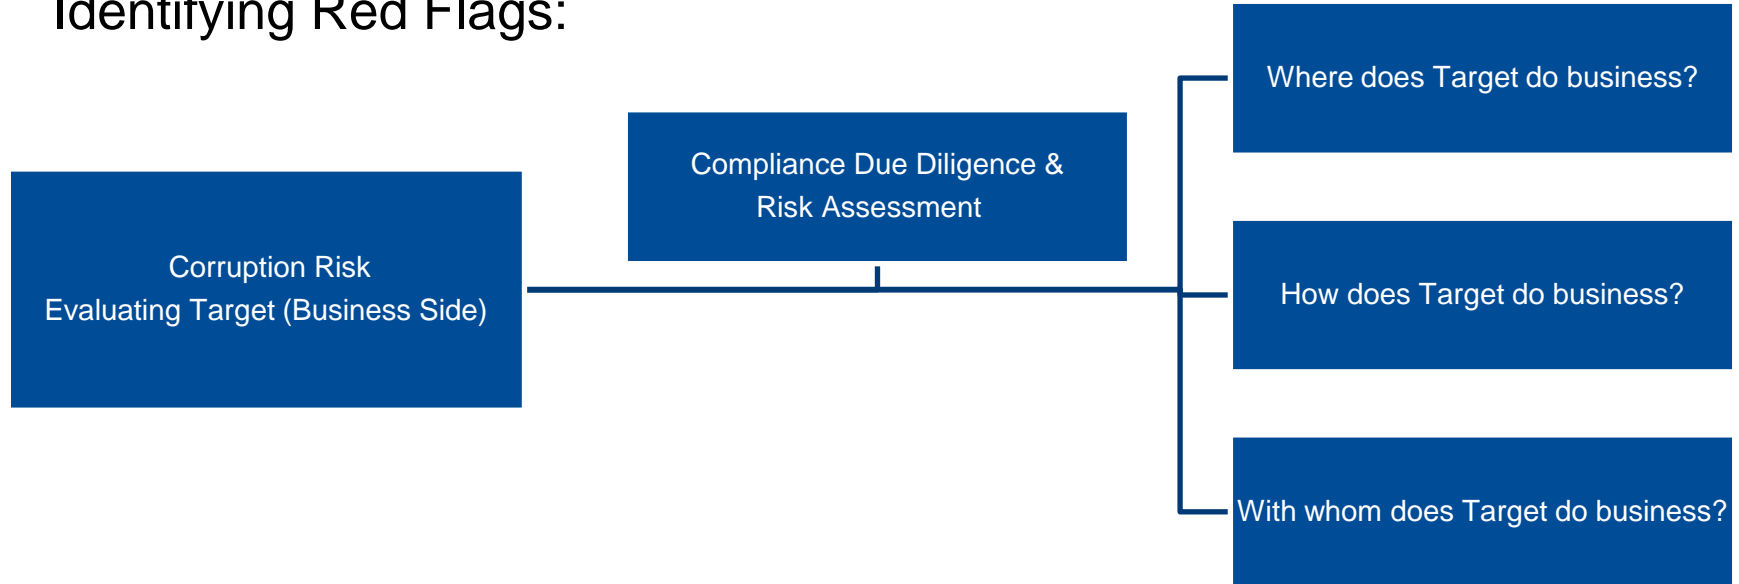 Identifying Red Flags:
Corruption Risk
Evaluating Target (Business Side)
Compliance Due Diligence &
Risk Assessment
Where does Target do business?
How does Target do business?
With whom does Target do business?